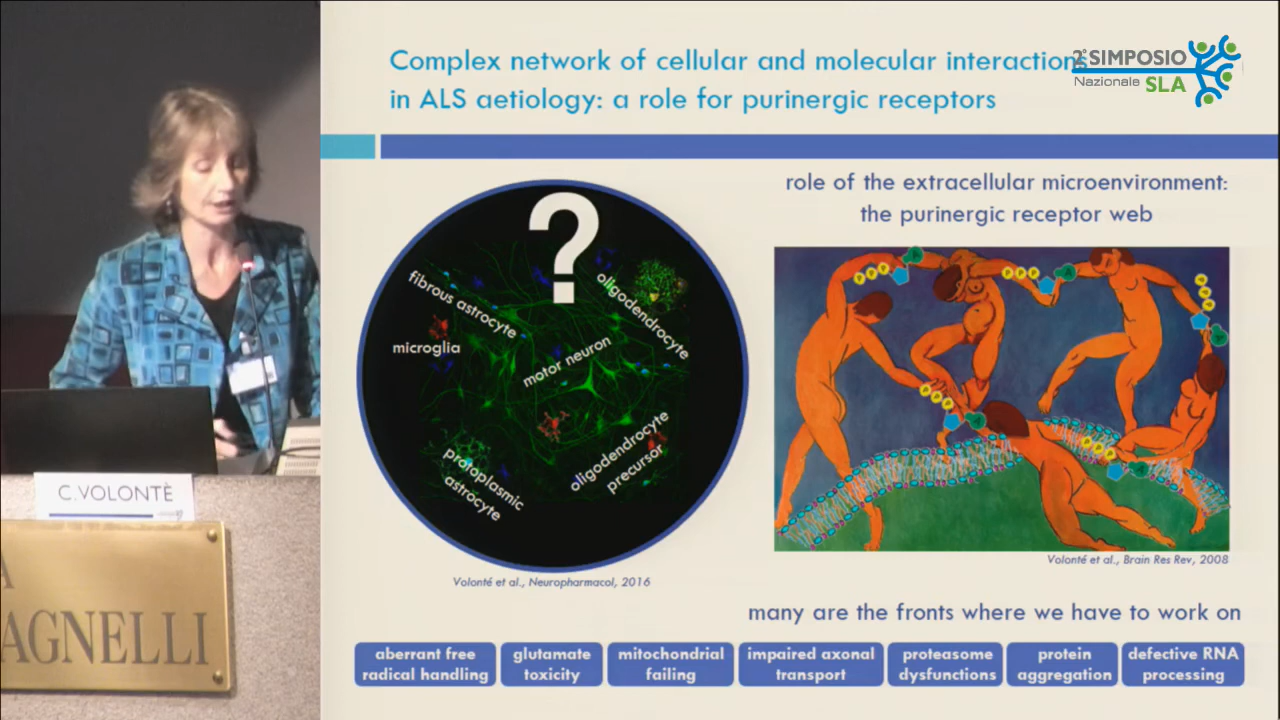 Complex network of cellular and molecular interactions
in ALS aetiology: a role for purinergic receptors
2° SIMPOSIO
Nazionale SLA
role of the extracellular microenvironment:
the purinergic receptor web
?
fibrous astrocyte
oligodendrocyte
microglia
motor neuron
protoplasmic
astrocyte
oligodendrocyte
precursor
P P P
A
P P P
A
P P P
A
P P P
A
P P P
A
Volonté et al., Neuropharmacol, 2016
Volonté et al., Brain Res Rev, 2008
many are the fronts where we have to work on
aberrant free
radical handling
glutamate
toxicity
mitochondrial
failing
impaired axonal
transport
proteasome
dysfunctions
protein
aggregation
defective RNA
processing
C.VOLONTÈ
A
AGNELLI